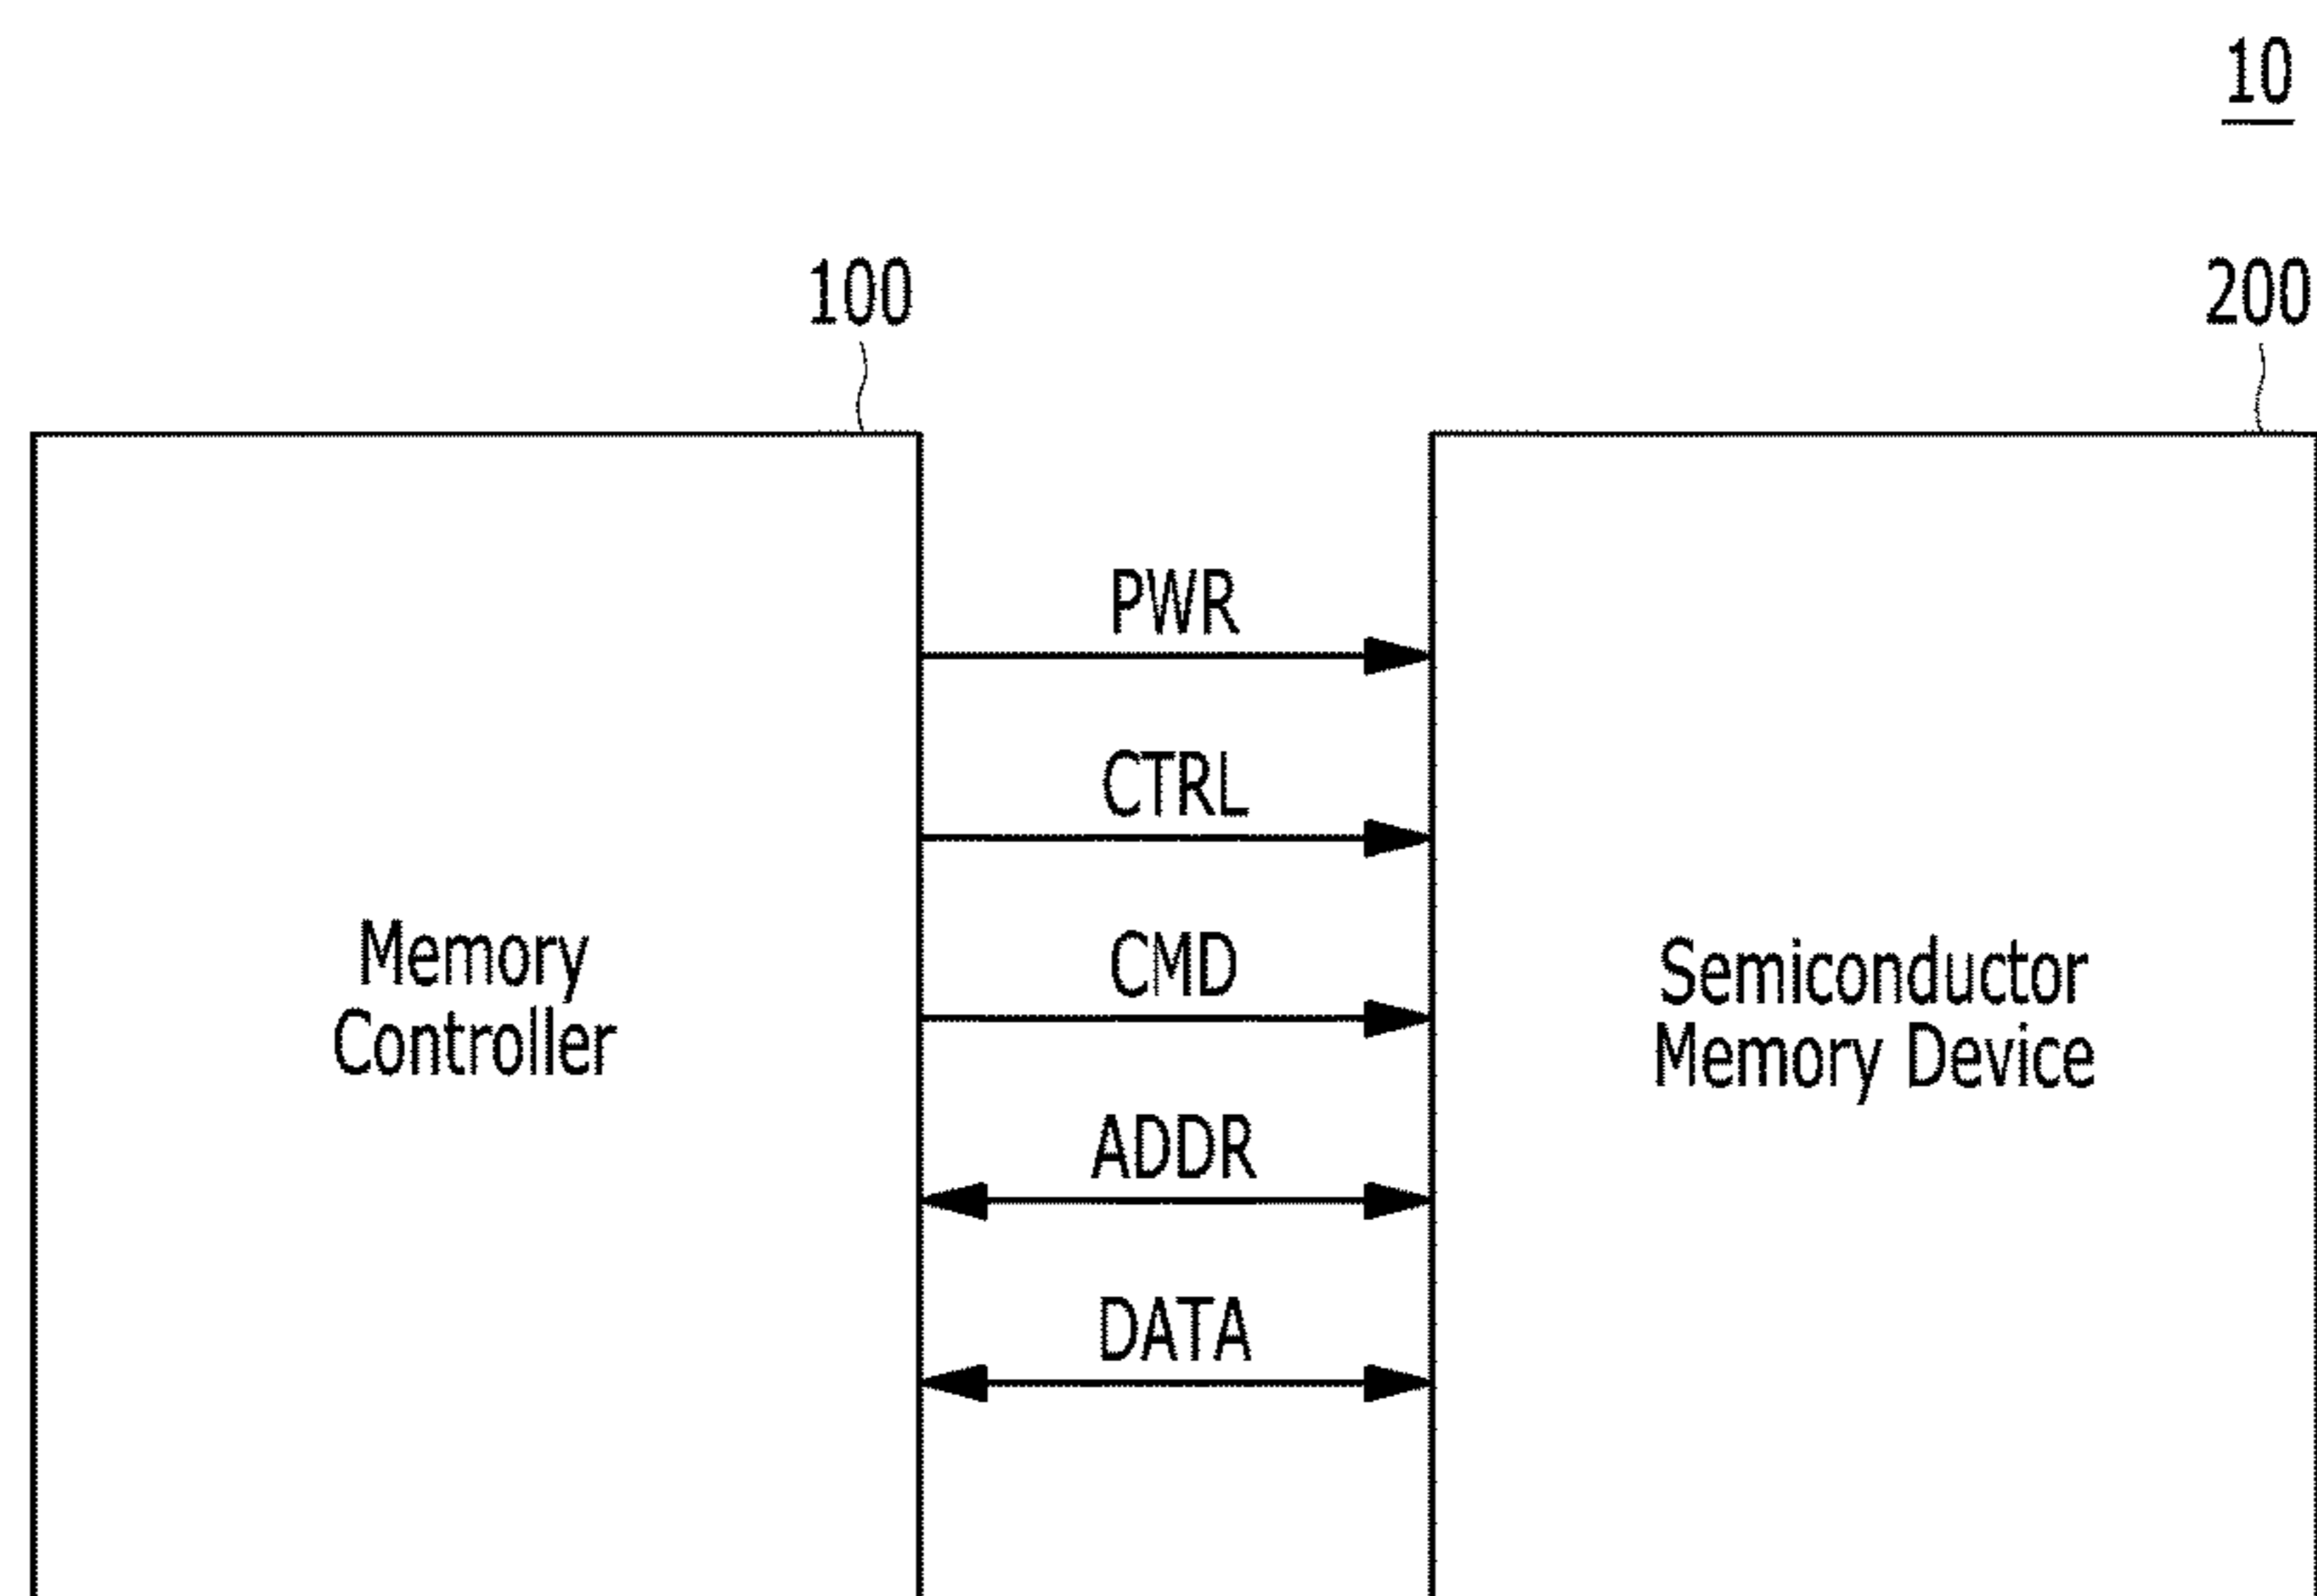 10
100
200
PWR
CTRL
CMD
ADDR
DATA
Memory
Controller
Semiconductor
Memory Device